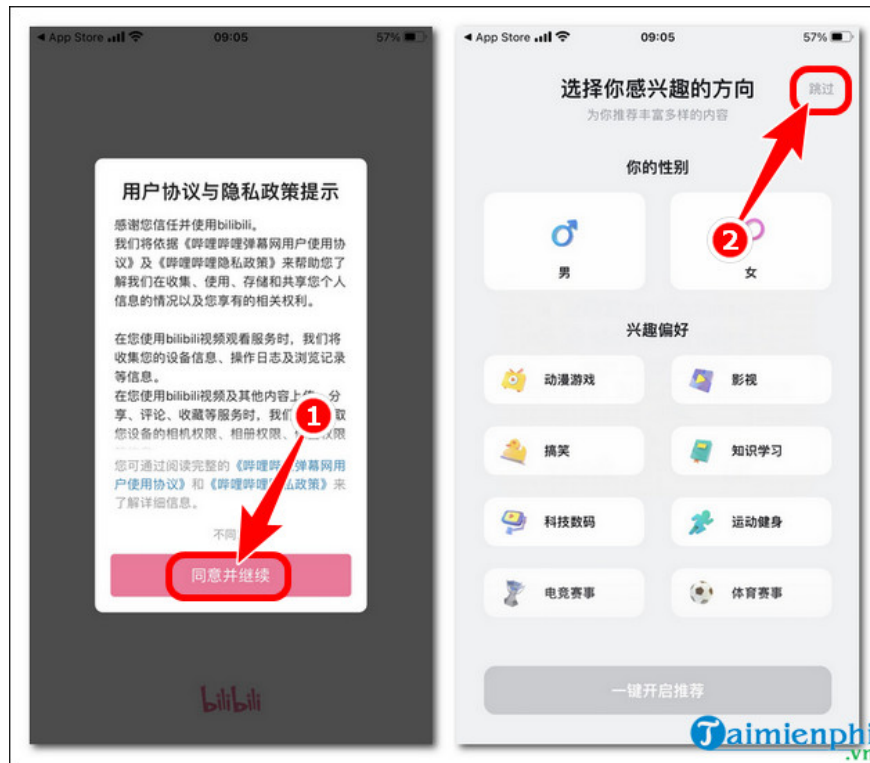 App Store
09:05
57%
用户协议与隐私政策提示
感谢您信任并使用bilibili。
我们将依据《哔哩哔哩弹幕网用户使用协
议》及《哔哩哔哩隐私政策》来帮助您了
解我们在收集、使用、存储和共享您个人
信息的情况以及您享有的相关权利。
在您使用bilibili视频观看服务时，我们将
收集您的设备信息、操作日志及浏览记录
等信息。
在您使用bilibili视频及其他内容上 分
享、评论、收藏等服务时，我们 取
您设备的相机权限、相册权限、 权限
您可通过阅读完整的《哔哩哔 弹幕网用
户使用协议》和《哔哩哔哩 私政策》来
了解详细信息。
不同
1
同意并继续
bilibili
App Store
09:05
57%
选择你感兴趣的方向
跳过
为你推荐丰富多样的内容
你的性别
2
男
女
兴趣偏好
动漫游戏
影视
搞笑
知识学习
科技数码
运动健身
电竞赛事
体育赛事
一键开启推荐
Taimienphi
.vn